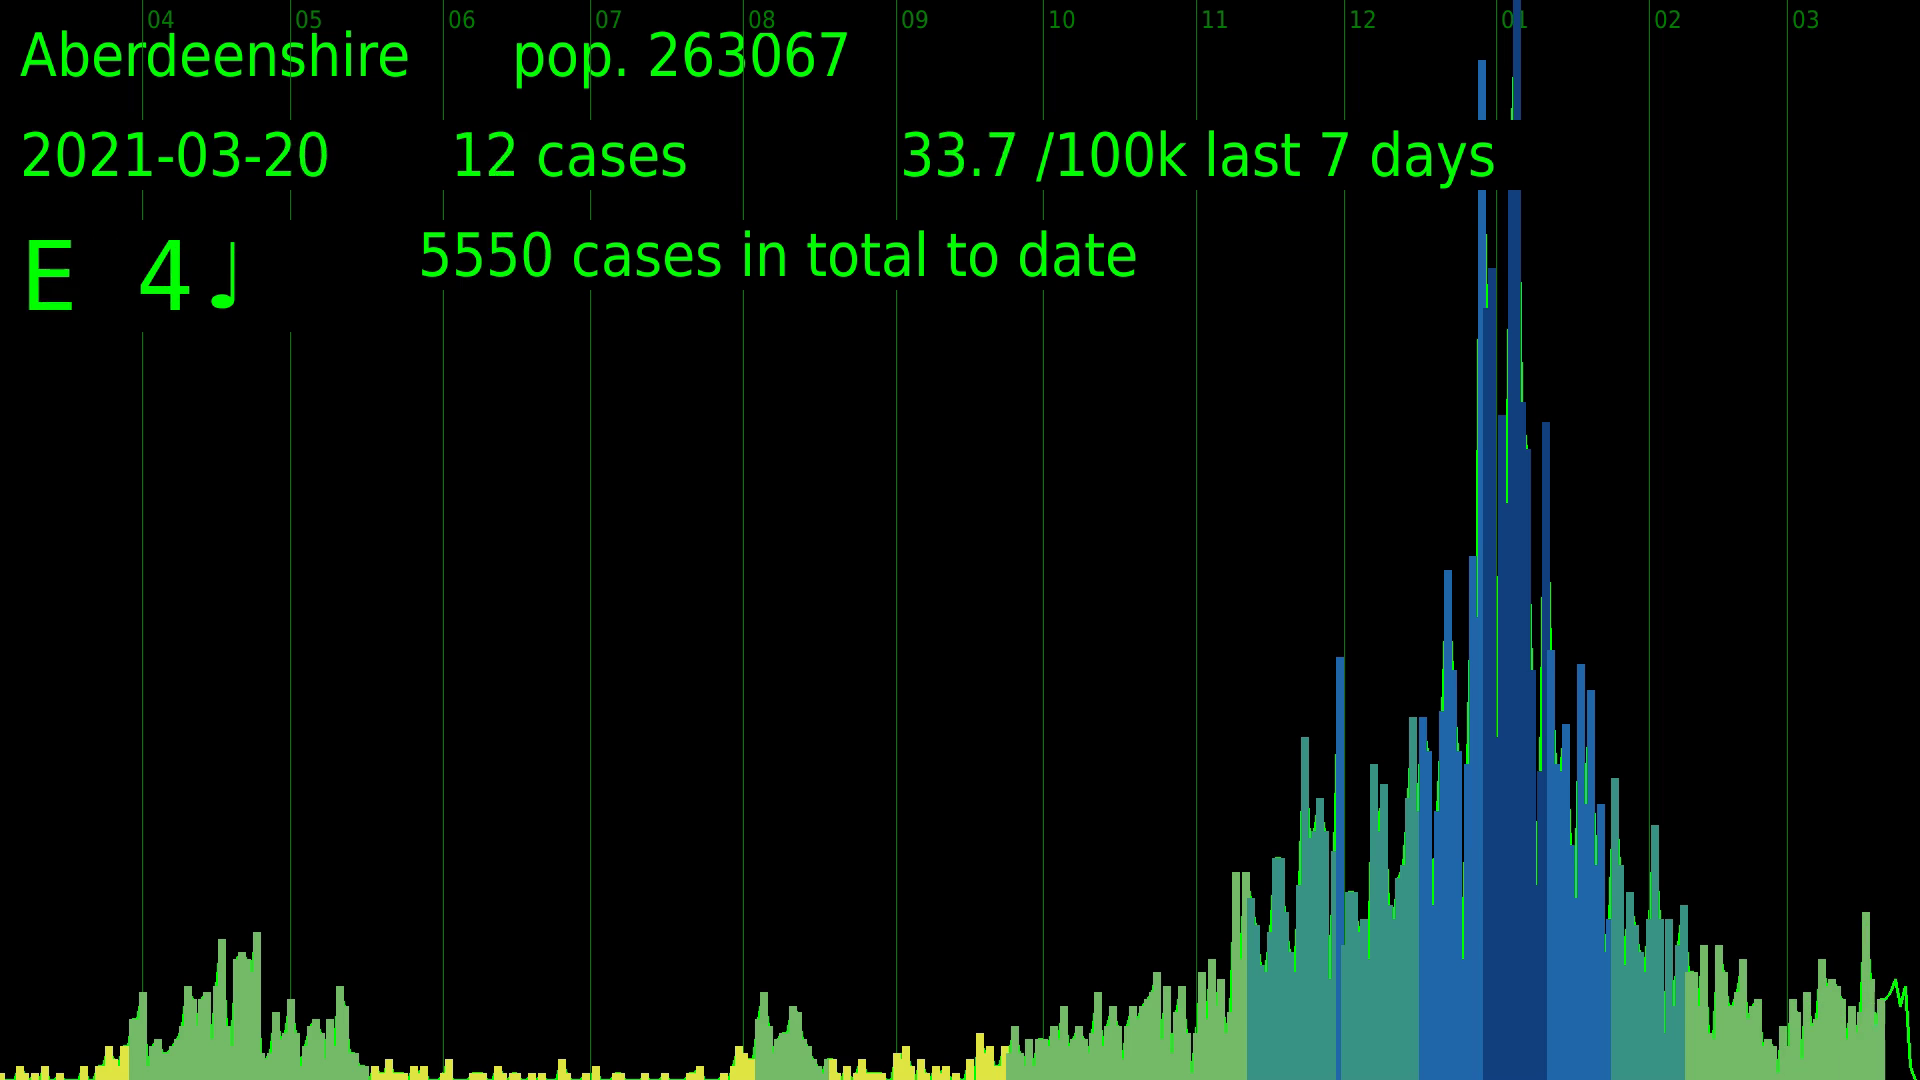 04 05 06 07 08 09 10 11 12 01 02 03
Aberdeenshire pop. 263067
2021-03-20 12 cases 33.7 /100k last 7 days
E 4♩ 5550 cases in total to date